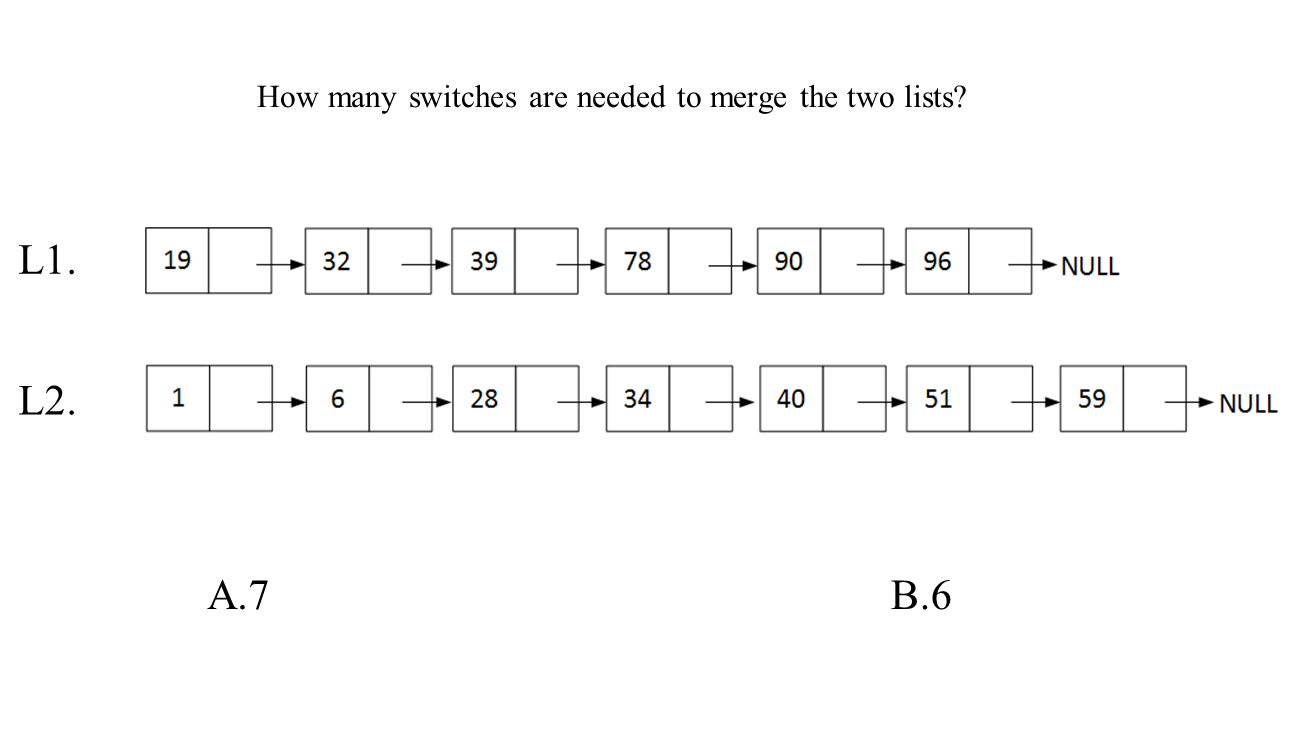 How many switches are needed to merge the two lists?
L1. 19 32 39 78 90 96 NULL
L2. 1 6 28 34 40 51 59 NULL
A.7 B.6